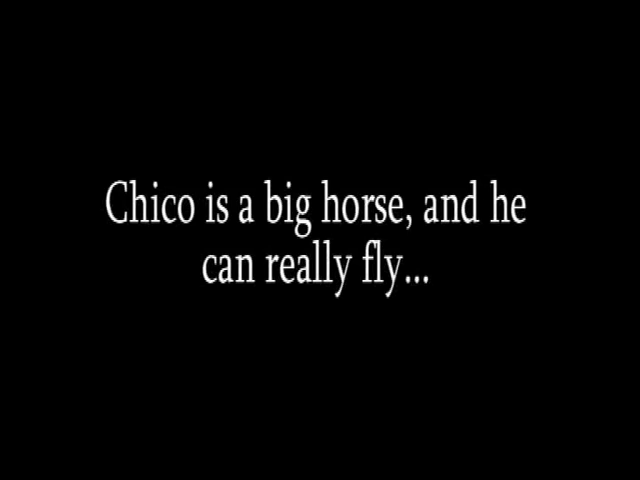 Chico is a big horse, and he
can really fly...